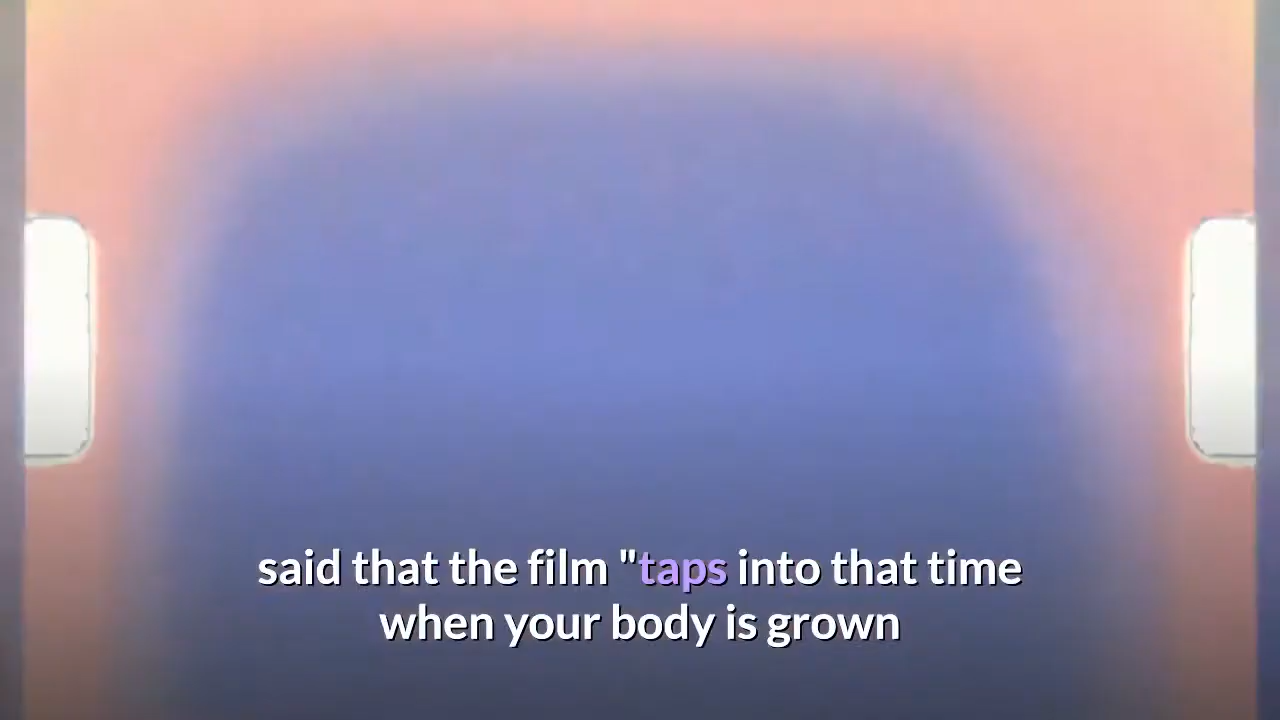 said that the film "taps into that time
when your body is grown